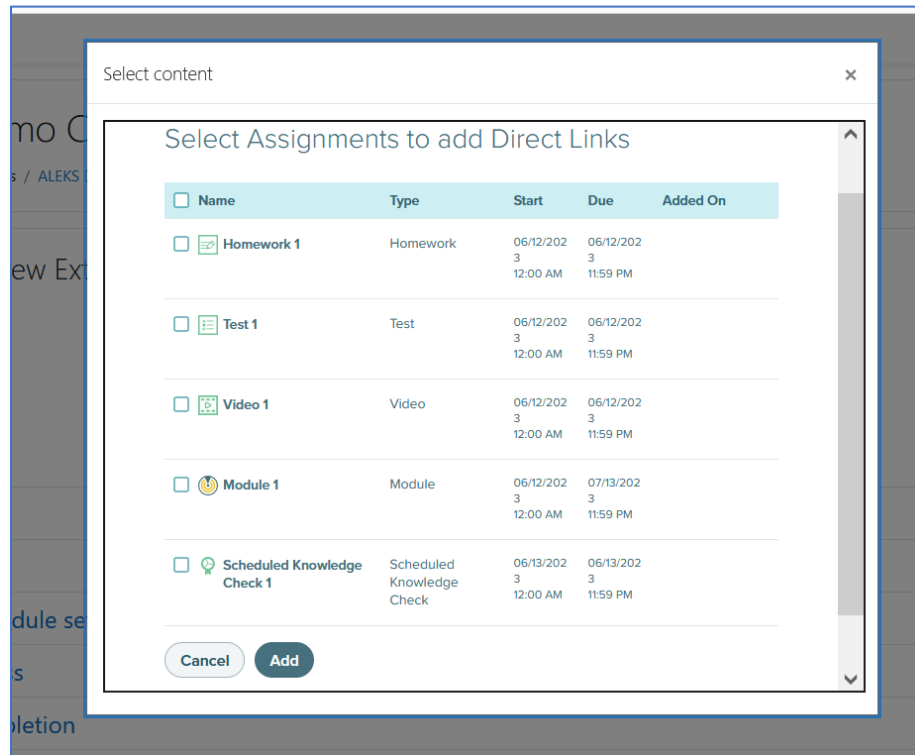 Select content
×
mo C
s / ALEKS
Select Assignments to add Direct Links
Name Type Start Due Added On
Homework 1 Homework 06/12/202 06/12/202
3 3
12:00 AM 11:59 PM
ew Ext
Test 1 Test 06/12/202 06/12/202
3 3
12:00 AM 11:59 PM
Video 1 Video 06/12/202 06/12/202
3 3
12:00 AM 11:59 PM
Module 1 Module 06/12/202 07/13/202
3 3
12:00 AM 11:59 PM
Scheduled Knowledge Scheduled 06/13/202 06/13/202
Check 1 Knowledge 3 3
Check 12:00 AM 11:59 PM
dule se
Cancel Add
s
letion